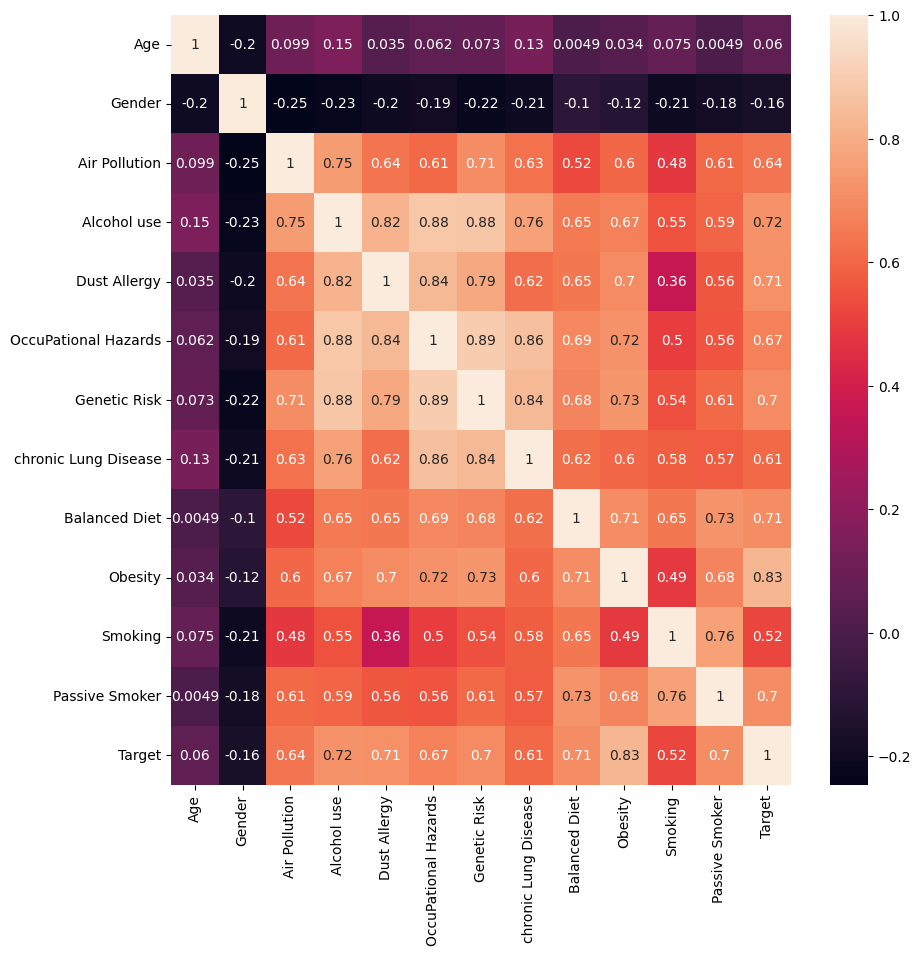 Age 1 -0.2 0.099 0.15 0.035 0.062 0.073 0.13 0.0049 0.034 0.075 0.0049 0.06
Gender -0.2 1 -0.25 -0.23 -0.2 -0.19 -0.22 -0.21 -0.1 -0.12 -0.21 -0.18 -0.16
Air Pollution 0.099 -0.25 1 0.75 0.64 0.61 0.71 0.63 0.52 0.6 0.48 0.61 0.64
Alcohol use 0.15 -0.23 0.75 1 0.82 0.88 0.88 0.76 0.65 0.67 0.55 0.59 0.72
Dust Allergy 0.035 -0.2 0.64 0.82 1 0.84 0.79 0.62 0.65 0.7 0.36 0.56 0.71
OccuPational Hazards 0.062 -0.19 0.61 0.88 0.84 1 0.89 0.86 0.69 0.72 0.5 0.56 0.67
Genetic Risk 0.073 -0.22 0.71 0.88 0.79 0.89 1 0.84 0.68 0.73 0.54 0.61 0.7
chronic Lung Disease 0.13 -0.21 0.63 0.76 0.62 0.86 0.84 1 0.62 0.6 0.58 0.57 0.61
Balanced Diet 0.0049 -0.1 0.52 0.65 0.65 0.69 0.68 0.62 1 0.71 0.65 0.73 0.71
Obesity 0.034 -0.12 0.6 0.67 0.7 0.72 0.73 0.6 0.71 1 0.49 0.68 0.83
Smoking 0.075 -0.21 0.48 0.55 0.36 0.5 0.54 0.58 0.65 0.49 1 0.76 0.52
Passive Smoker 0.0049 -0.18 0.61 0.59 0.56 0.56 0.61 0.57 0.73 0.68 0.76 1 0.7
Target 0.06 -0.16 0.64 0.72 0.71 0.67 0.7 0.61 0.71 0.83 0.52 0.7 1
Age
Gender
Air Pollution
Alcohol use
Dust Allergy
OccuPational Hazards
Genetic Risk
chronic Lung Disease
Balanced Diet
Obesity
Smoking
Passive Smoker
Target
1.0
0.8
0.6
0.4
0.2
0.0
−0.2